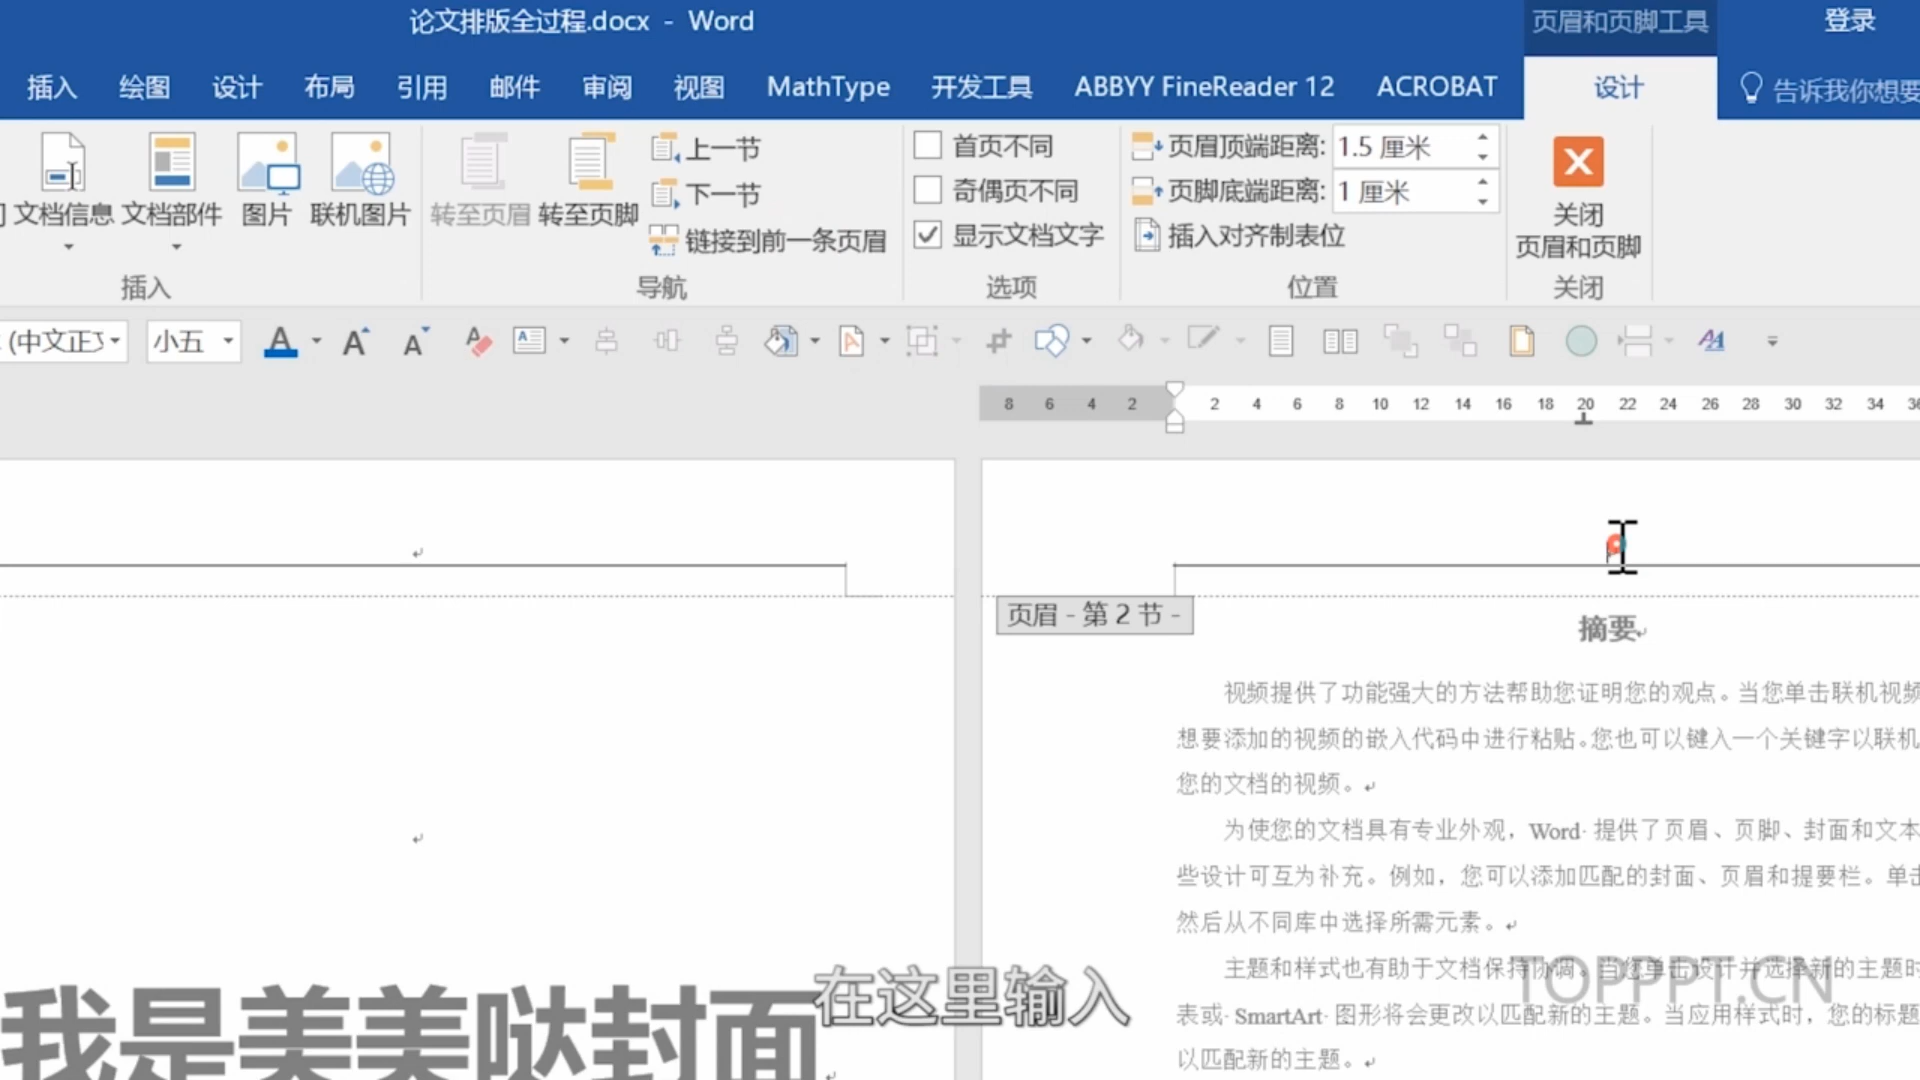 论文排版全过程.docx - Word
页眉和页脚工具
登录
插入 绘图 设计 布局 引用 邮件 审阅 视图 MathType 开发工具 ABBYY FineReader 12 ACROBAT 设计 告诉我你想要
文档信息 文档部件 图片 联机图片
插入
转至页眉 转至页脚
上一节
下一节
链接到前一条页眉
导航
首页不同
奇偶页不同
显示文档文字
选项
页眉顶端距离: 1.5 厘米
页脚底端距离: 1 厘米
插入对齐制表位
位置
关闭
页眉和页脚
关闭
(中文正文 小五
8 6 4 2 2 4 6 8 10 12 14 16 18 20 22 24 26 28 30 32 34 36
页眉 - 第 2 节 -
摘要
视频提供了功能强大的方法帮助您证明您的观点。当您单击联机视频
想要添加的视频的嵌入代码中进行粘贴。您也可以键入一个关键字以联机
您的文档的视频。
为使您的文档具有专业外观，Word 提供了页眉、页脚、封面和文本
些设计可互为补充。例如，您可以添加匹配的封面、页眉和提要栏。单击
然后从不同库中选择所需元素。
主题和样式也有助于文档保持协调。当您单击设计并选择新的主题时
表或 SmartArt 图形将会更改以匹配新的主题。当应用样式时，您的标题
以匹配新的主题。
我是美美哒封面
在这里输入
TOPPPT.CN